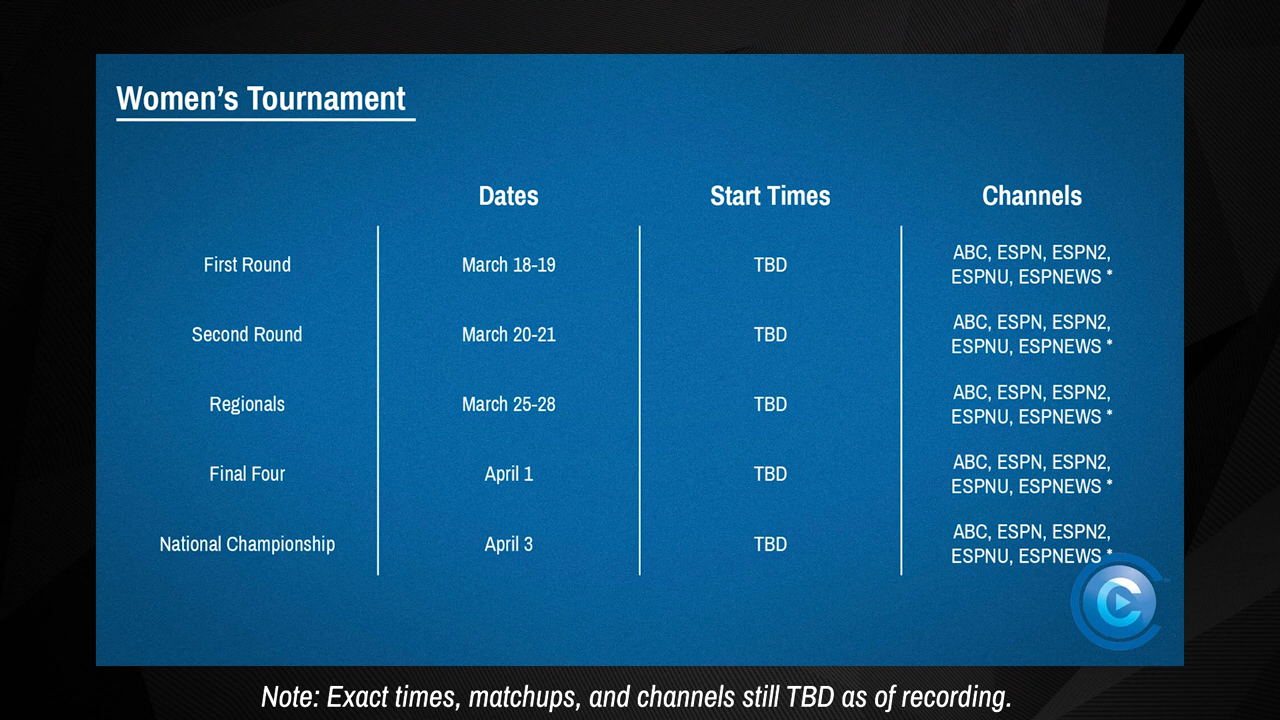 Women's Tournament
Dates
Start Times
Channels
First Round
March 18-19
TBD
ABC, ESPN, ESPN2,
ESPNU, ESPNEWS *
Second Round
March 20-21
TBD
ABC, ESPN, ESPN2,
ESPNU, ESPNEWS *
Regionals
March 25-28
TBD
ABC, ESPN, ESPN2,
ESPNU, ESPNEWS *
Final Four
April 1
TBD
ABC, ESPN, ESPN2,
ESPNU, ESPNEWS *
National Championship
April 3
TBD
ABC, ESPN, ESPN2,
ESPNU, ESPNEWS *
Note: Exact times, matchups, and channels still TBD as of recording.